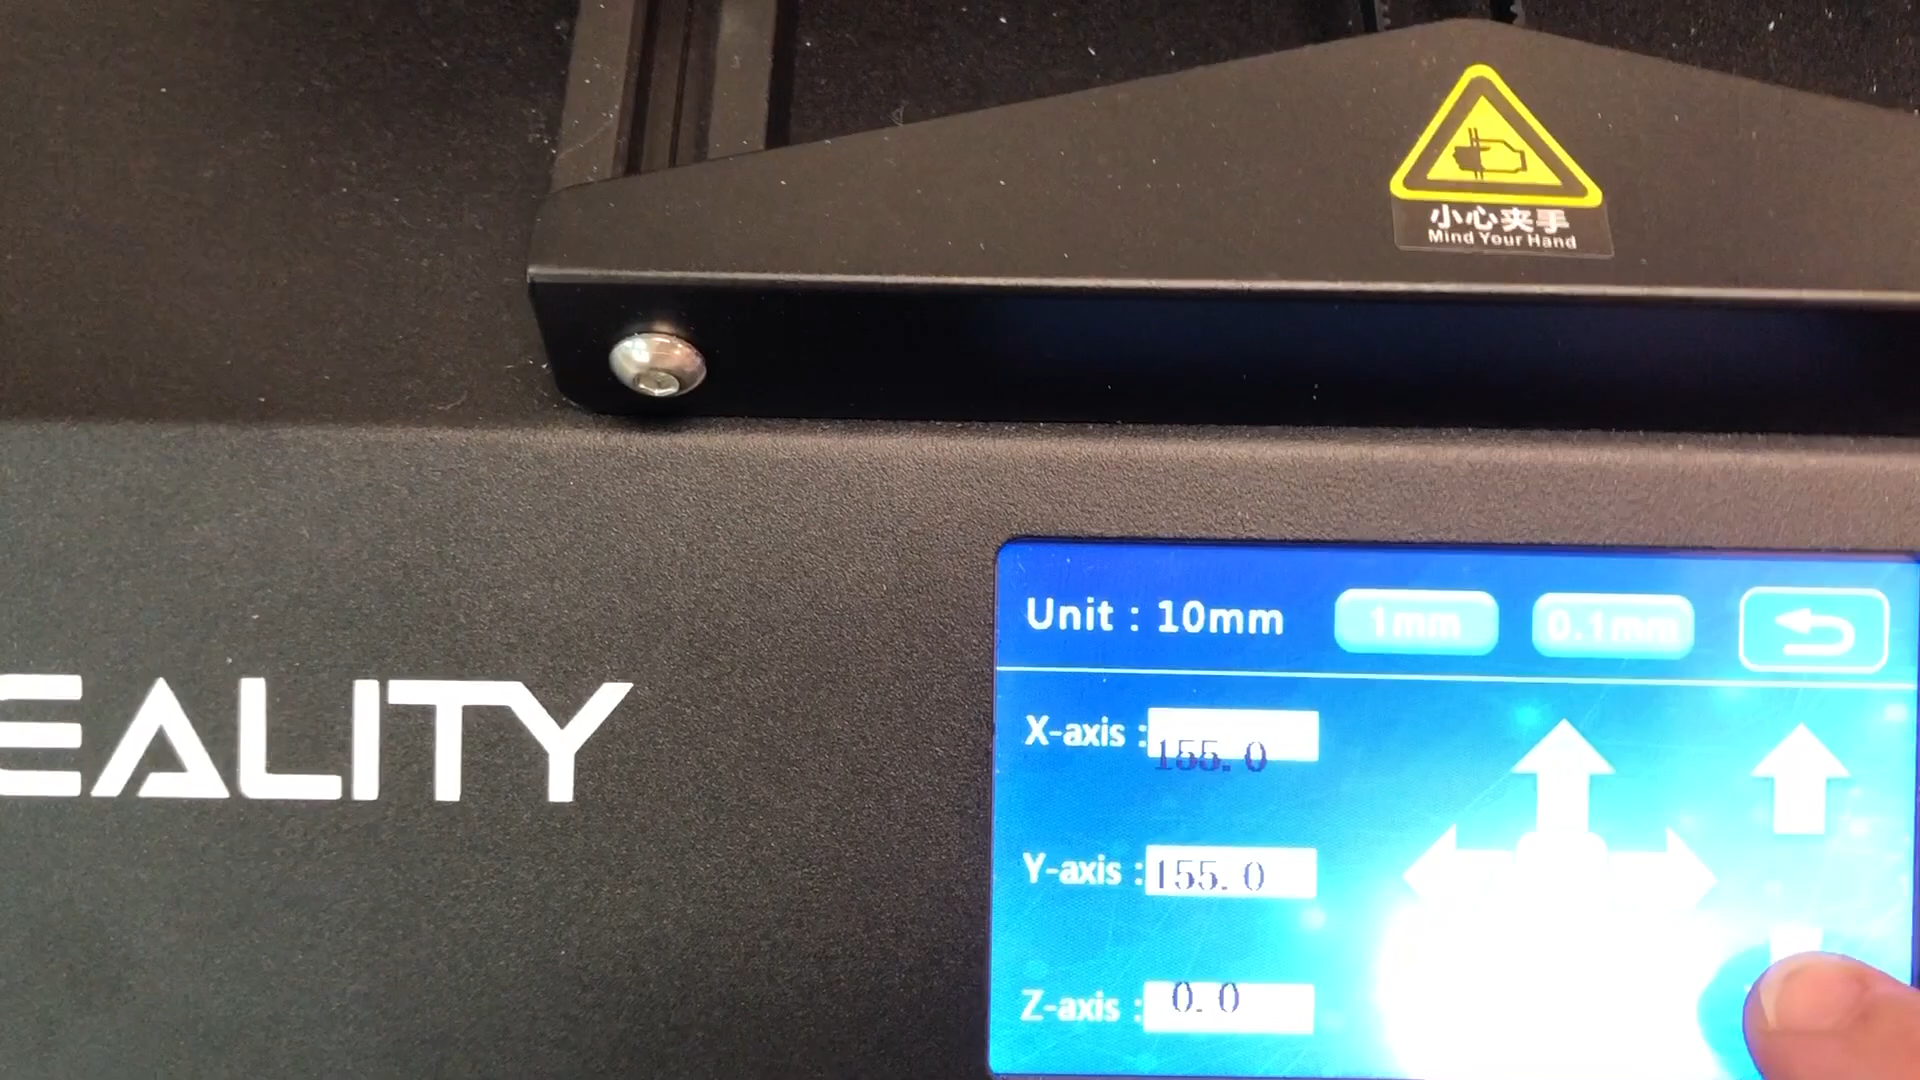 小心夹手
Mind Your Hand
EALITY
Unit : 10mm 1mm 0.1mm
X-axis : 155.0
Y-axis : 155.0
Z-axis : 0.0